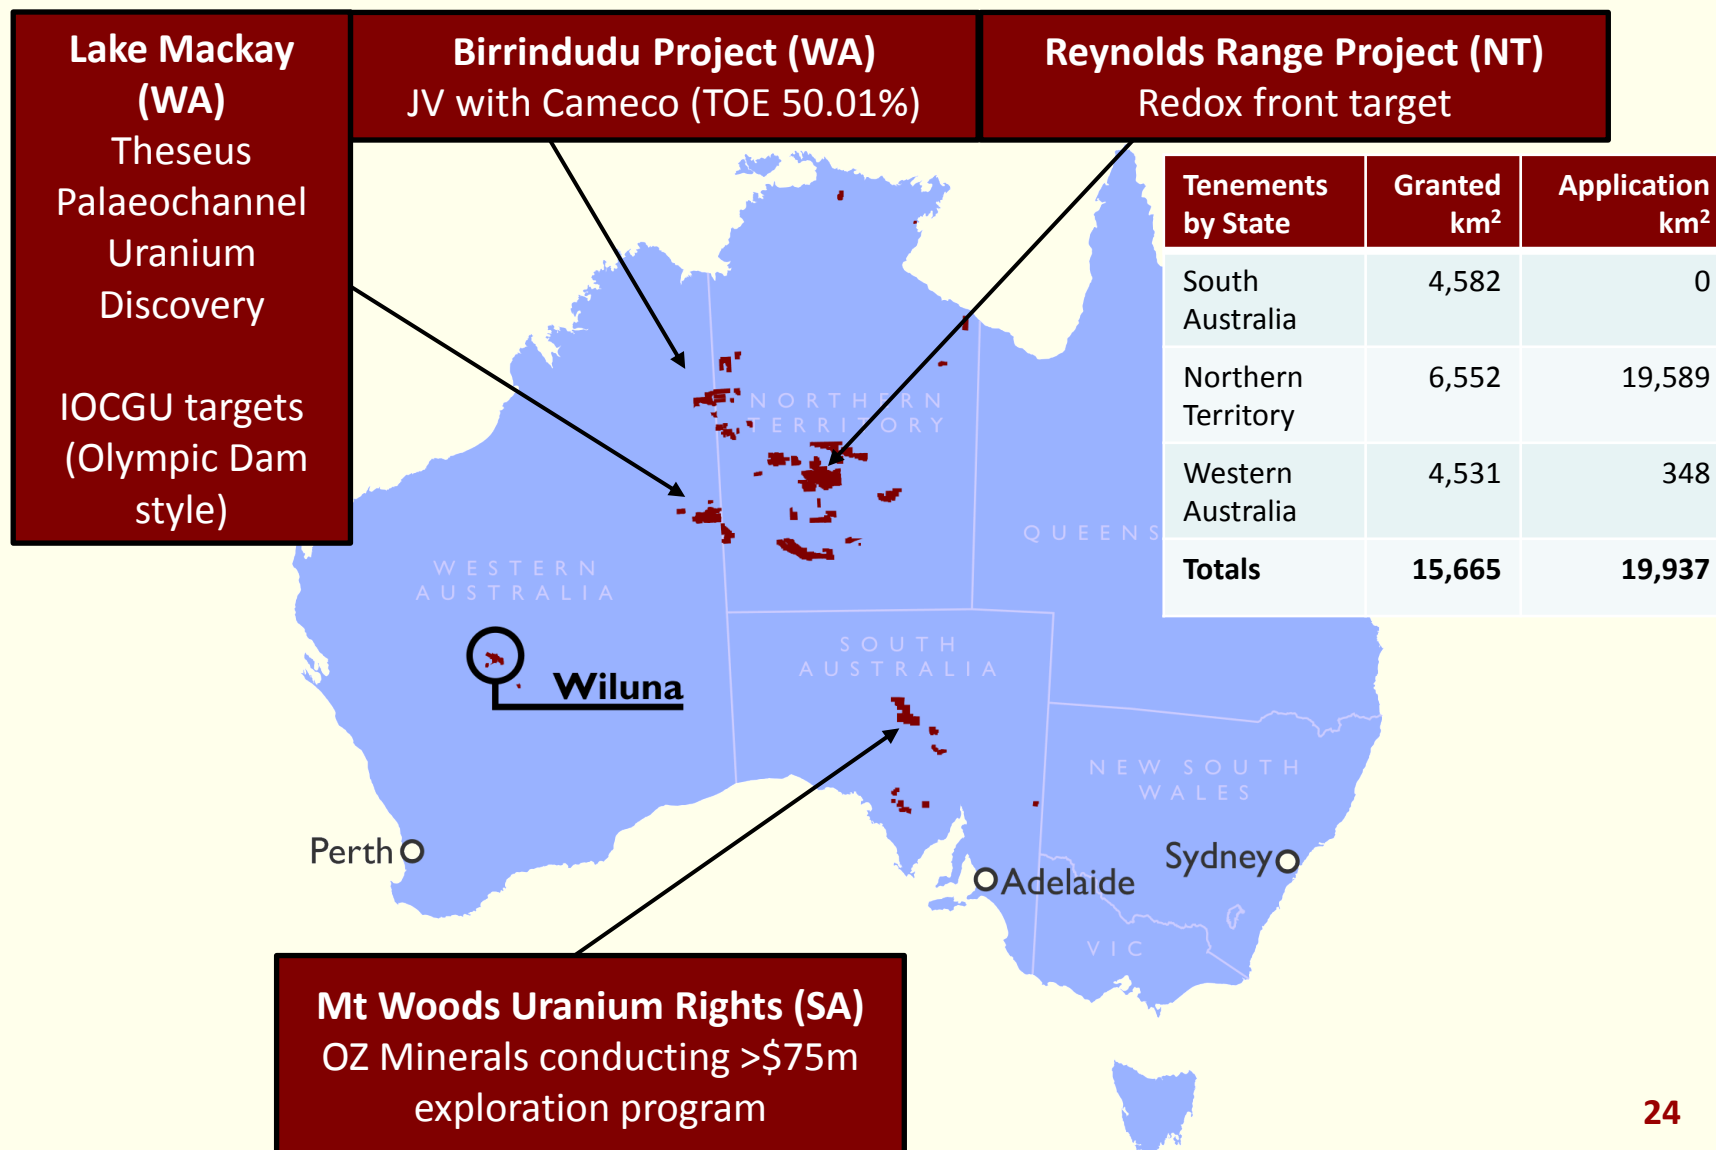 Lake Mackay
(WA)
Theseus
Palaeochannel
Uranium
Discovery
IOCGU targets
(Olympic Dam
style)
Birrindudu Project (WA)
JV with Cameco (TOE 50.01%)
Reynolds Range Project (NT)
Redox front target
Tenements by State | Granted km² | Application km²
South Australia | 4,582 | 0
Northern Territory | 6,552 | 19,589
Western Australia | 4,531 | 348
Totals | 15,665 | 19,937
NORTHERN
TERRITORY
QUEENS
WESTERN
AUSTRALIA
SOUTH
AUSTRALIA
Wiluna
NEW SOUTH
WALES
Perth
Sydney
Adelaide
VIC
Mt Woods Uranium Rights (SA)
OZ Minerals conducting >$75m
exploration program
24